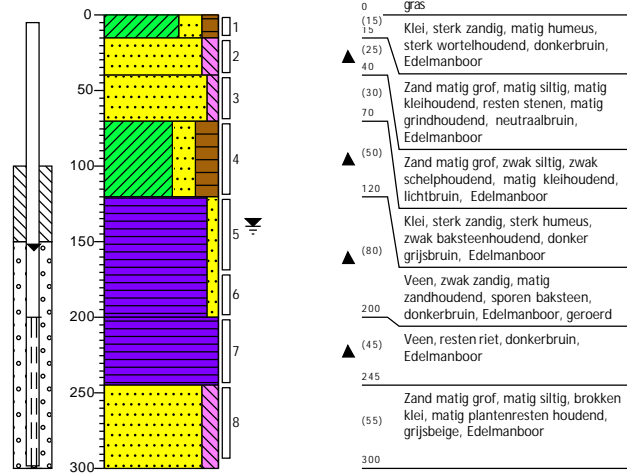 0
50
100
150
200
250
300
1
2
3
4
5
6
7
8
0 gras
(15)
15
Klei, sterk zandig, matig humeus,
sterk wortelhoudend, donkerbruin,
Edelmanboor
(25)
40
Zand matig grof, matig siltig, matig
kleihoudend, resten stenen, matig
grindhoudend, neutraalbruin,
Edelmanboor
(30)
70
Zand matig grof, zwak siltig, zwak
schelphoudend, matig kleihoudend,
lichtbruin, Edelmanboor
(50)
120
Klei, sterk zandig, sterk humeus,
zwak baksteenhoudend, donker
grijsbruin, Edelmanboor
(80)
Veen, zwak zandig, matig
zandhoudend, sporen baksteen,
donkerbruin, Edelmanboor, geroerd
200
Veen, resten riet, donkerbruin,
Edelmanboor
(45)
245
Zand matig grof, matig siltig, brokken
klei, matig plantenresten houdend,
grijsbeige, Edelmanboor
(55)
300